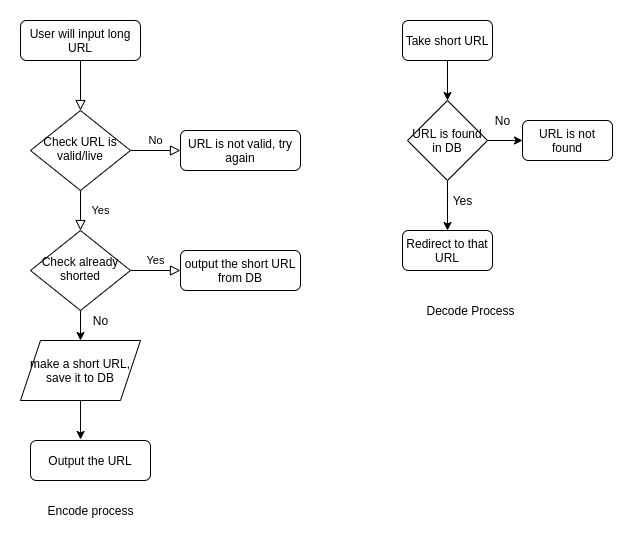 User will input long
URL
Check URL is
valid/live
No
URL is not valid, try
again
Yes
Check already
shorted
Yes
output the short URL
from DB
No
make a short URL,
save it to DB
Output the URL
Encode process
Take short URL
URL is found
in DB
No
URL is not
found
Yes
Redirect to that
URL
Decode Process